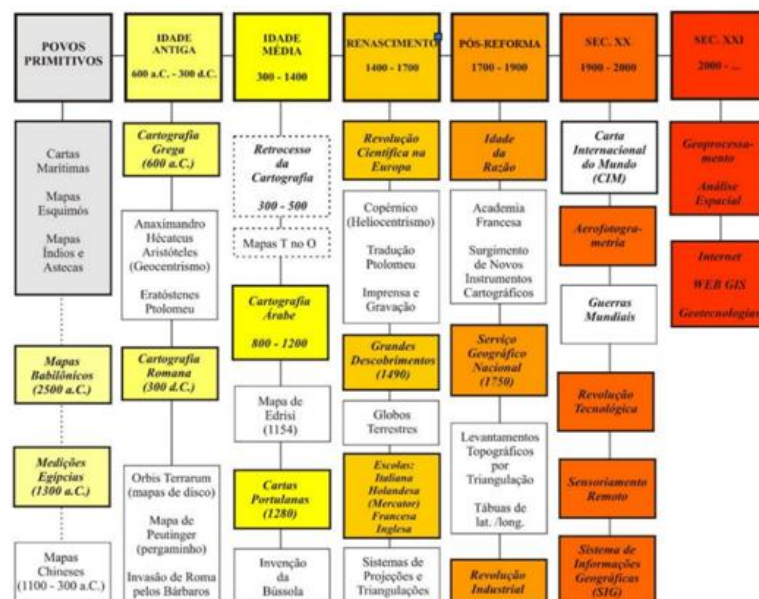 POVOS
PRIMITIVOS
Cartas
Marítimas
Mapas
Esquimós
Mapas
Índios e
Astecas
Mapas
Babilônicos
(2500 a.C.)
Medições
Egípcias
(1300 a.C.)
Mapas
Chineses
(1100 - 300 a.C.)
IDADE
ANTIGA
600 a.C. - 300 d.C.
Cartografia
Grega
(600 a.C.)
Anaximandro
Hécateus
Aristóteles
(Geocentrismo)
Eratóstenes
Ptolomeu
Cartografia
Romana
(300 d.C.)
Orbis Terrarum
(mapas de disco)
Mapa de
Peutinger
(pergaminho)
Invasão de Roma
pelos Bárbaros
IDADE
MÉDIA
300 - 1400
Retrocesso
da
Cartografia
300 - 500
Mapas T no O
Cartografia
Árabe
800 - 1200
Mapa de
Edrisi
(1154)
Cartas
Portulanas
(1280)
Invenção
da
Bússola
RENASCIMENTO
1400 - 1700
Revolução
Científica na
Europa
Copérnico
(Heliocentrismo)
Tradução
Ptolomeu
Imprensa e
Gravação
Grandes
Descobrimentos
(1490)
Globos
Terrestres
Escolas:
Italiana
Holandesa
(Mercator)
Francesa
Inglesa
Sistemas de
Projeções e
Triangulações
PÓS-REFORMA
1700 - 1900
Idade
da
Razão
Academia
Francesa
Surgimento
de Novos
Instrumentos
Cartográficos
Serviço
Geográfico
Nacional
(1750)
Levantamentos
Topográficos
por
Triangulação
Tábuas de
lat. /long.
Revolução
Industrial
SEC. XX
1900 - 2000
Carta
Internacional
do Mundo
(CIM)
Aerofotogra-
metria
Guerras
Mundiais
Revolução
Tecnológica
Sensoriamento
Remoto
Sistema de
Informações
Geográficas
(SIG)
SEC. XXI
2000 - ...
Geoprocessa-
mento
Análise
Espacial
Internet
WEB GIS
Geotecnologias